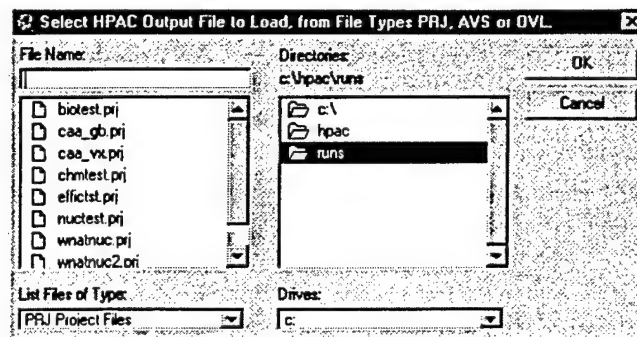 Select HPAC Output File to Load, from File Types PRJ, AVS or OVL.
File Name:
Directories:
c:\hpac\runs
OK
Cancel
biotest.prj
caa_gb.prj
caa_vx.prj
chmtest.prj
effictst.prj
nuctest.prj
wnatnuc.prj
wnatnuc2.prj
c:\
hpac
runs
List Files of Type:
PRJ Project Files
Drives:
c: